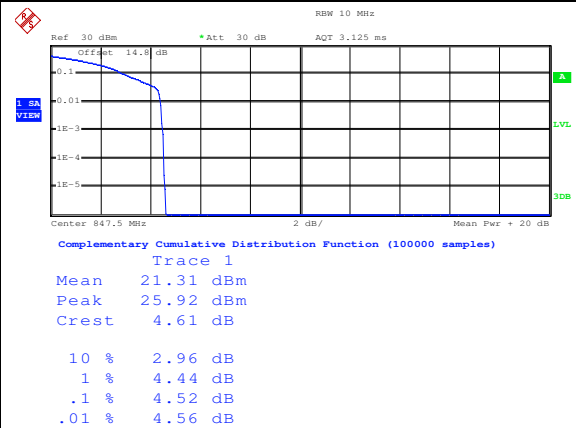 RBW 10 MHz
Ref 30 dBm *Att 30 dB AQT 3.125 ms
Offset 14.8 dB
0.1
A
0.01
1 SA
VIEW
1E-3
LVL
1E-4
1E-5
3DB
Center 847.5 MHz 2 dB/ Mean Pwr + 20 dB
Complementary Cumulative Distribution Function (100000 samples)
Trace 1
Mean 21.31 dBm
Peak 25.92 dBm
Crest 4.61 dB
10 % 2.96 dB
1 % 4.44 dB
.1 % 4.52 dB
.01 % 4.56 dB